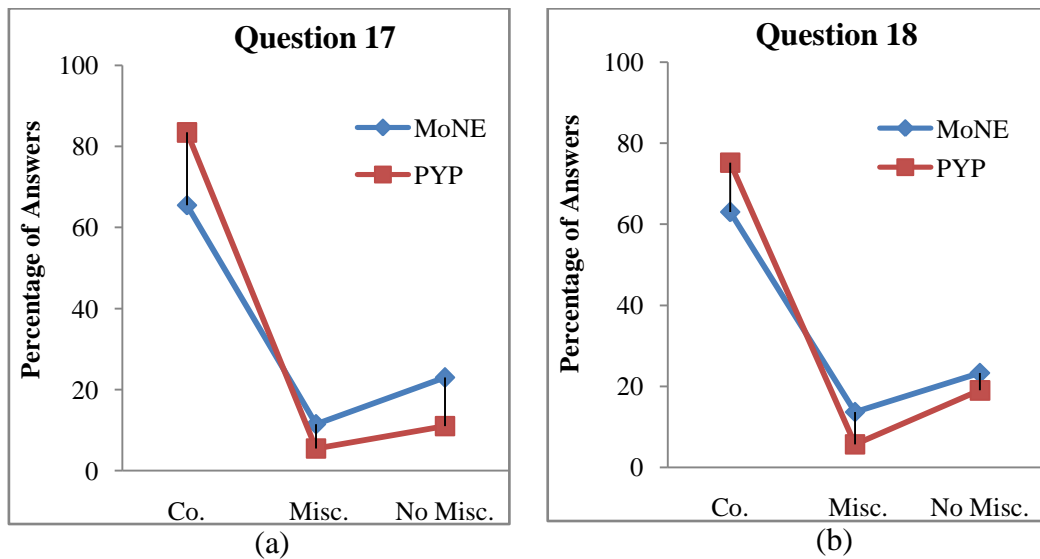 Question 17
100
80
60
40
20
0
Percentage of Answers
MoNE
PYP
Co. Misc. No Misc.
(a)
Question 18
100
80
60
40
20
0
Percentage of Answers
MoNE
PYP
Co. Misc. No Misc.
(b)